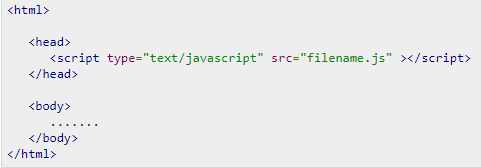 <html>
<head>
<script type="text/javascript" src="filename.js" ></script>
</head>
<body>
.......
</body>
</html>